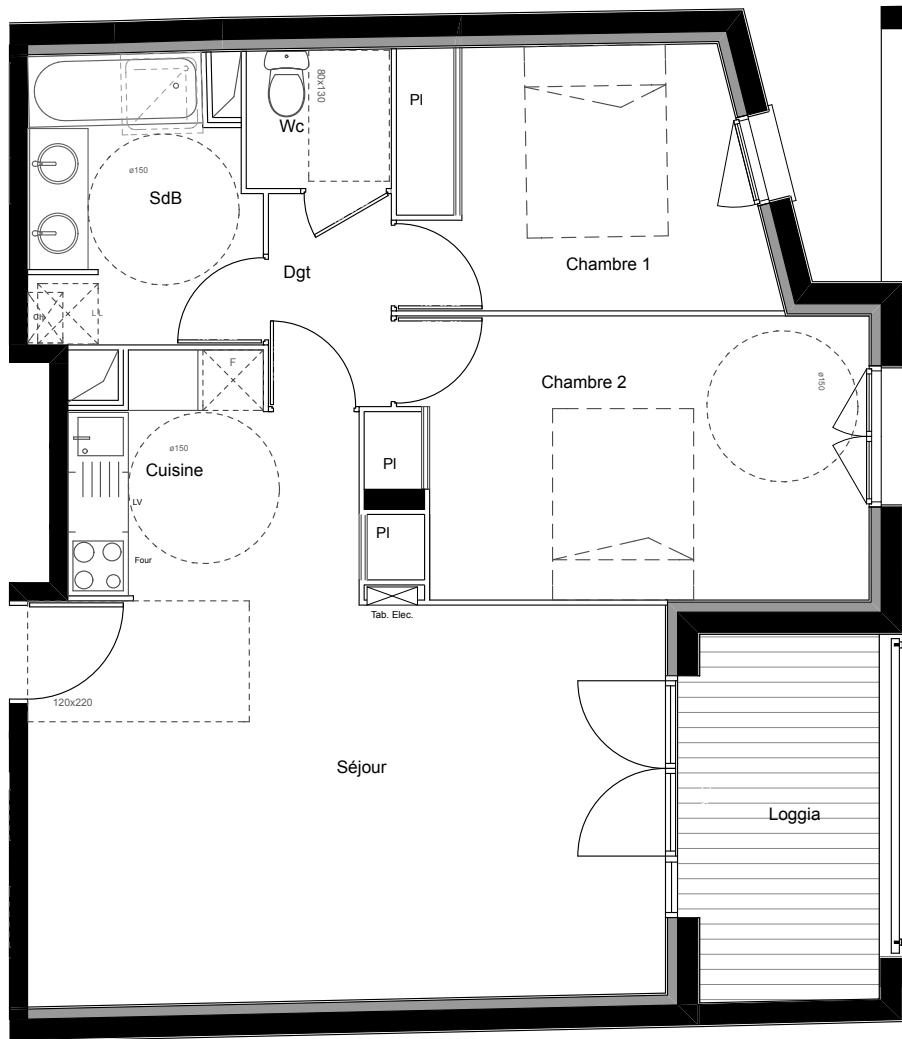 80x130
Pl
Wc
ø150
SdB
Chambre 1
Dgt
LL
F
Chambre 2
ø150
ø150
Cuisine
Pl
LV
Pl
Four
Tab. Elec.
120x220
Séjour
Loggia